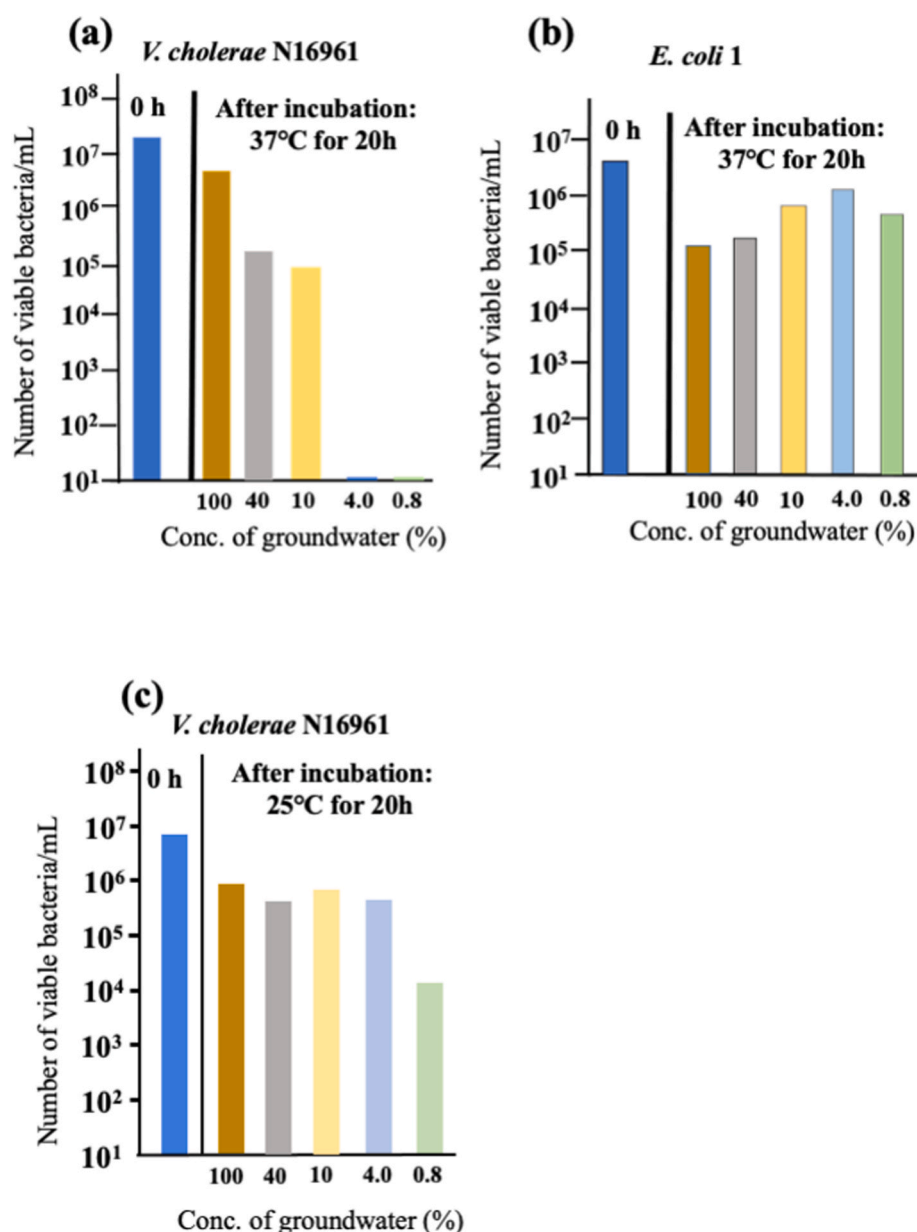 (a)
V. cholerae N16961
Number of viable bacteria/mL
10⁸
10⁷
10⁶
10⁵
10⁴
10³
10²
10¹
0 h
After incubation:
37°C for 20h
100 40 10 4.0 0.8
Conc. of groundwater (%)
(b)
E. coli 1
Number of viable bacteria/mL
10⁷
10⁶
10⁵
10⁴
10³
10²
10¹
0 h
After incubation:
37°C for 20h
100 40 10 4.0 0.8
Conc. of groundwater (%)
(c)
V. cholerae N16961
Number of viable bacteria/mL
10⁸
10⁷
10⁶
10⁵
10⁴
10³
10²
10¹
0 h
After incubation:
25°C for 20h
100 40 10 4.0 0.8
Conc. of groundwater (%)